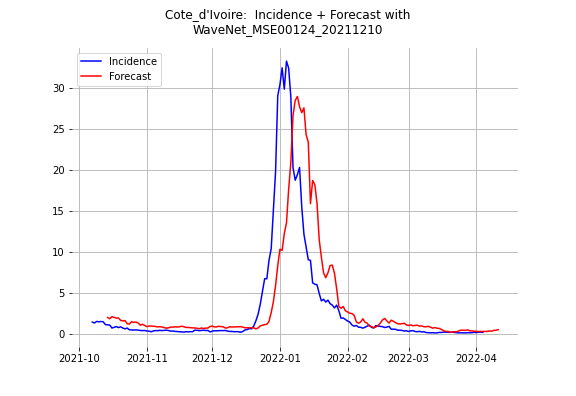 Cote_d'Ivoire:  Incidence + Forecast with
WaveNet_MSE00124_20211210
Incidence
Forecast
30
25
20
15
10
5
0
2021-10 2021-11 2021-12 2022-01 2022-02 2022-03 2022-04